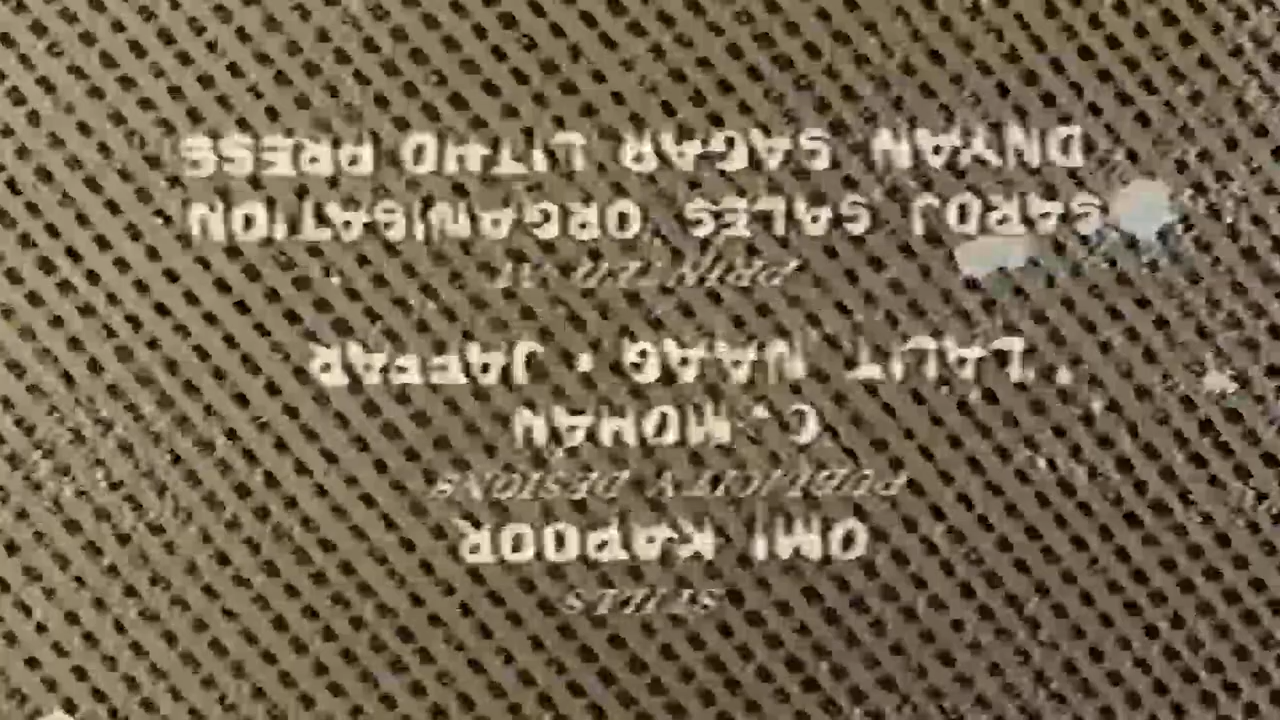 STILLS
OMI KAPOOR
PUBLICITY DESIGNS
C. MOHAN
LALIT NAAG • JAFFAR
PRINTED AT
SAROJ SALES ORGANISATION
DNYAN SAGAR LITHO PRESS